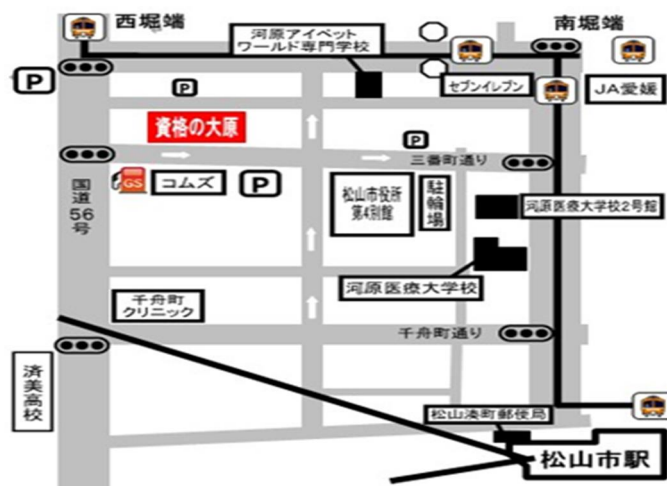 西堀端
南堀端
河原アイペット
ワールド専門学校
P
P
セブンイレブン
JA愛媛
資格の大原
P
三番町通り
GS
コムズ
P
国道56号
松山市役所
第4別館
駐輪場
河原医療大学校2号館
河原医療大学校
千舟町
クリニック
千舟町通り
済美高校
松山湊町郵便局
松山市駅